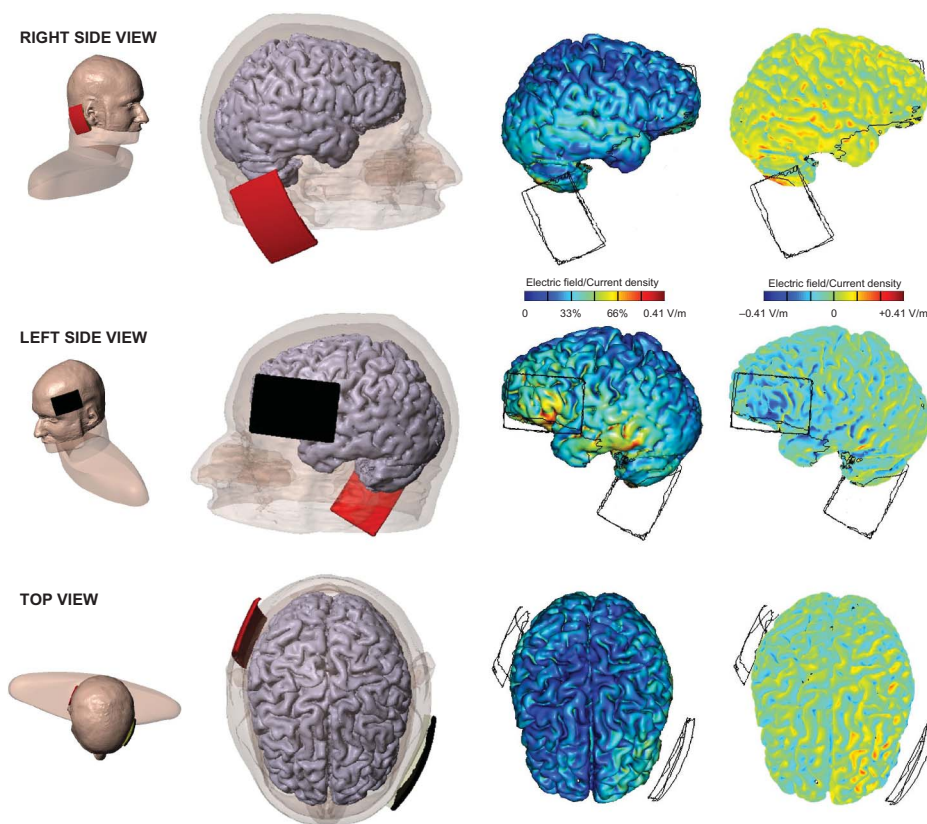 RIGHT SIDE VIEW
Electric field/Current density
0 33% 66% 0.41 V/m
Electric field/Current density
–0.41 V/m 0 +0.41 V/m
LEFT SIDE VIEW
TOP VIEW